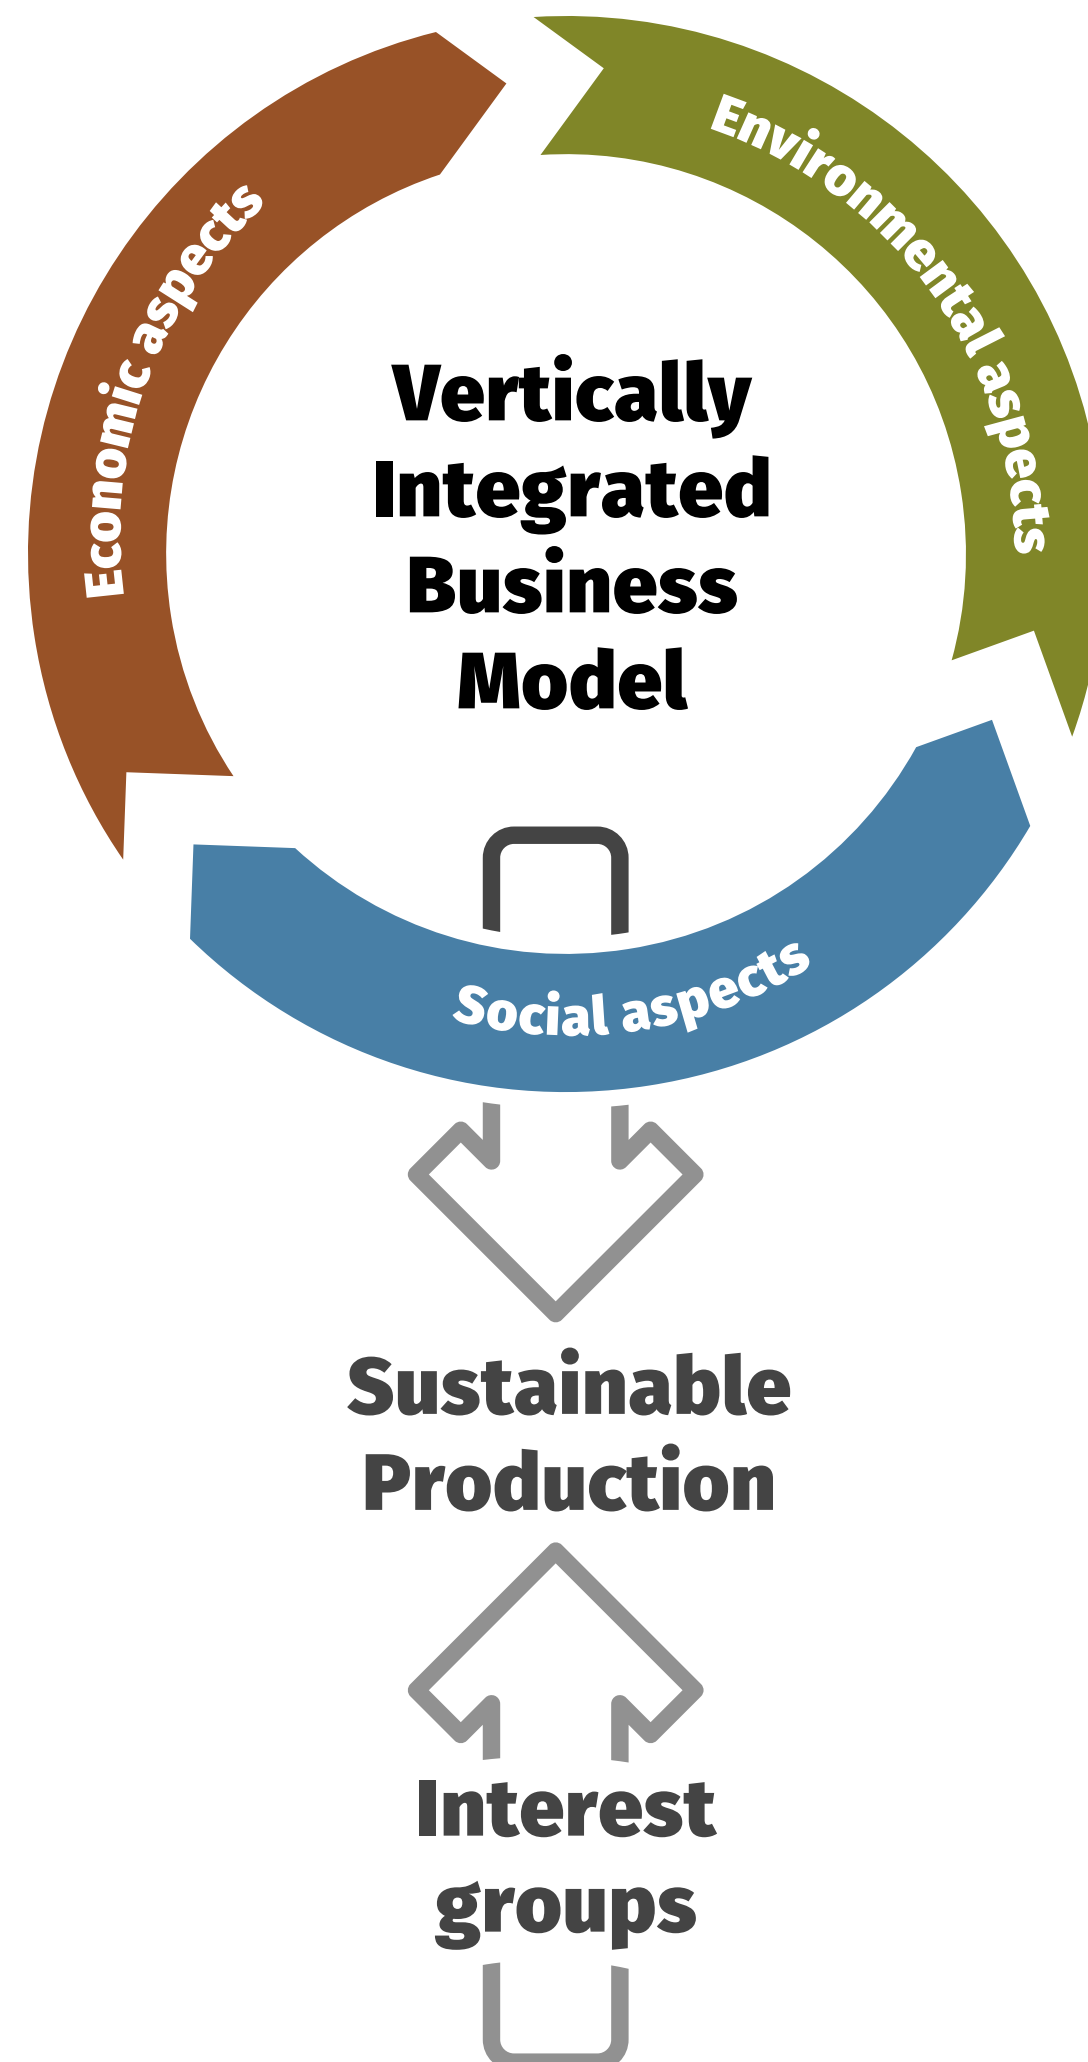 Economic aspects
Environmental aspects
Vertically
Integrated
Business
Model
Social aspects
Sustainable
Production
Interest
groups